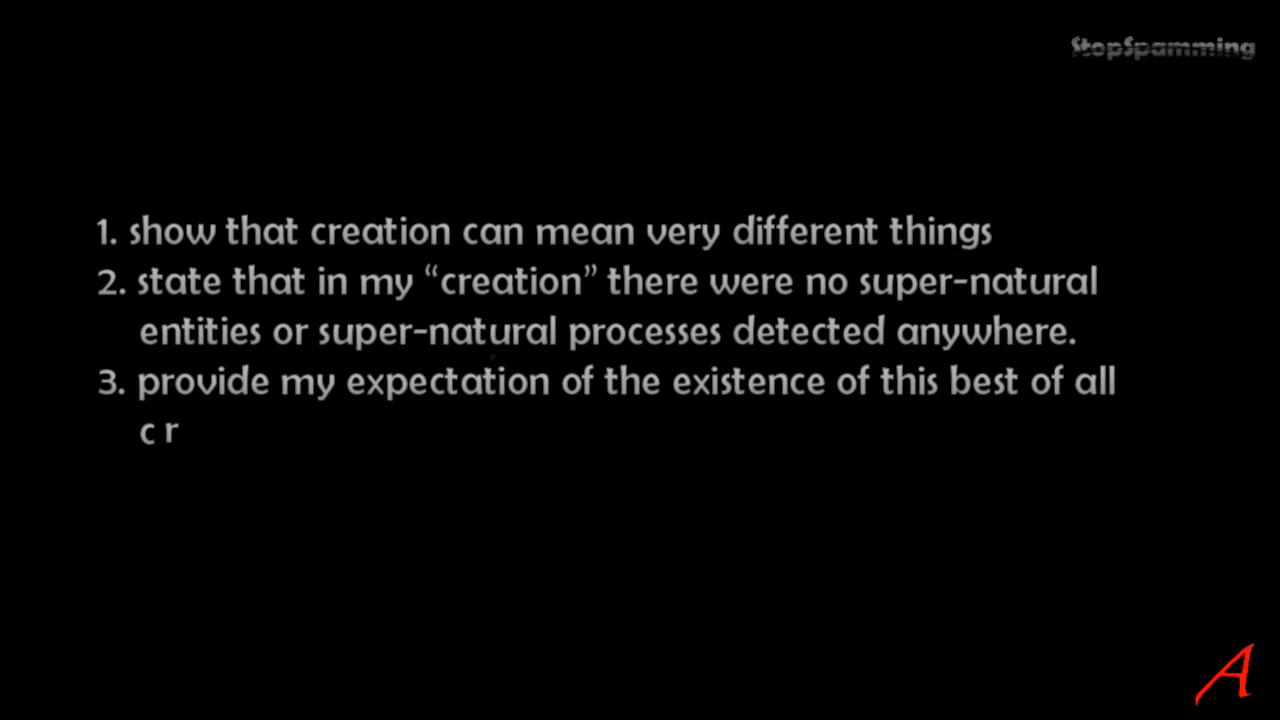 StopSpamming
1. show that creation can mean very different things
2. state that in my “creation” there were no super-natural
entities or super-natural processes detected anywhere.
3. provide my expectation of the existence of this best of all
c r
A